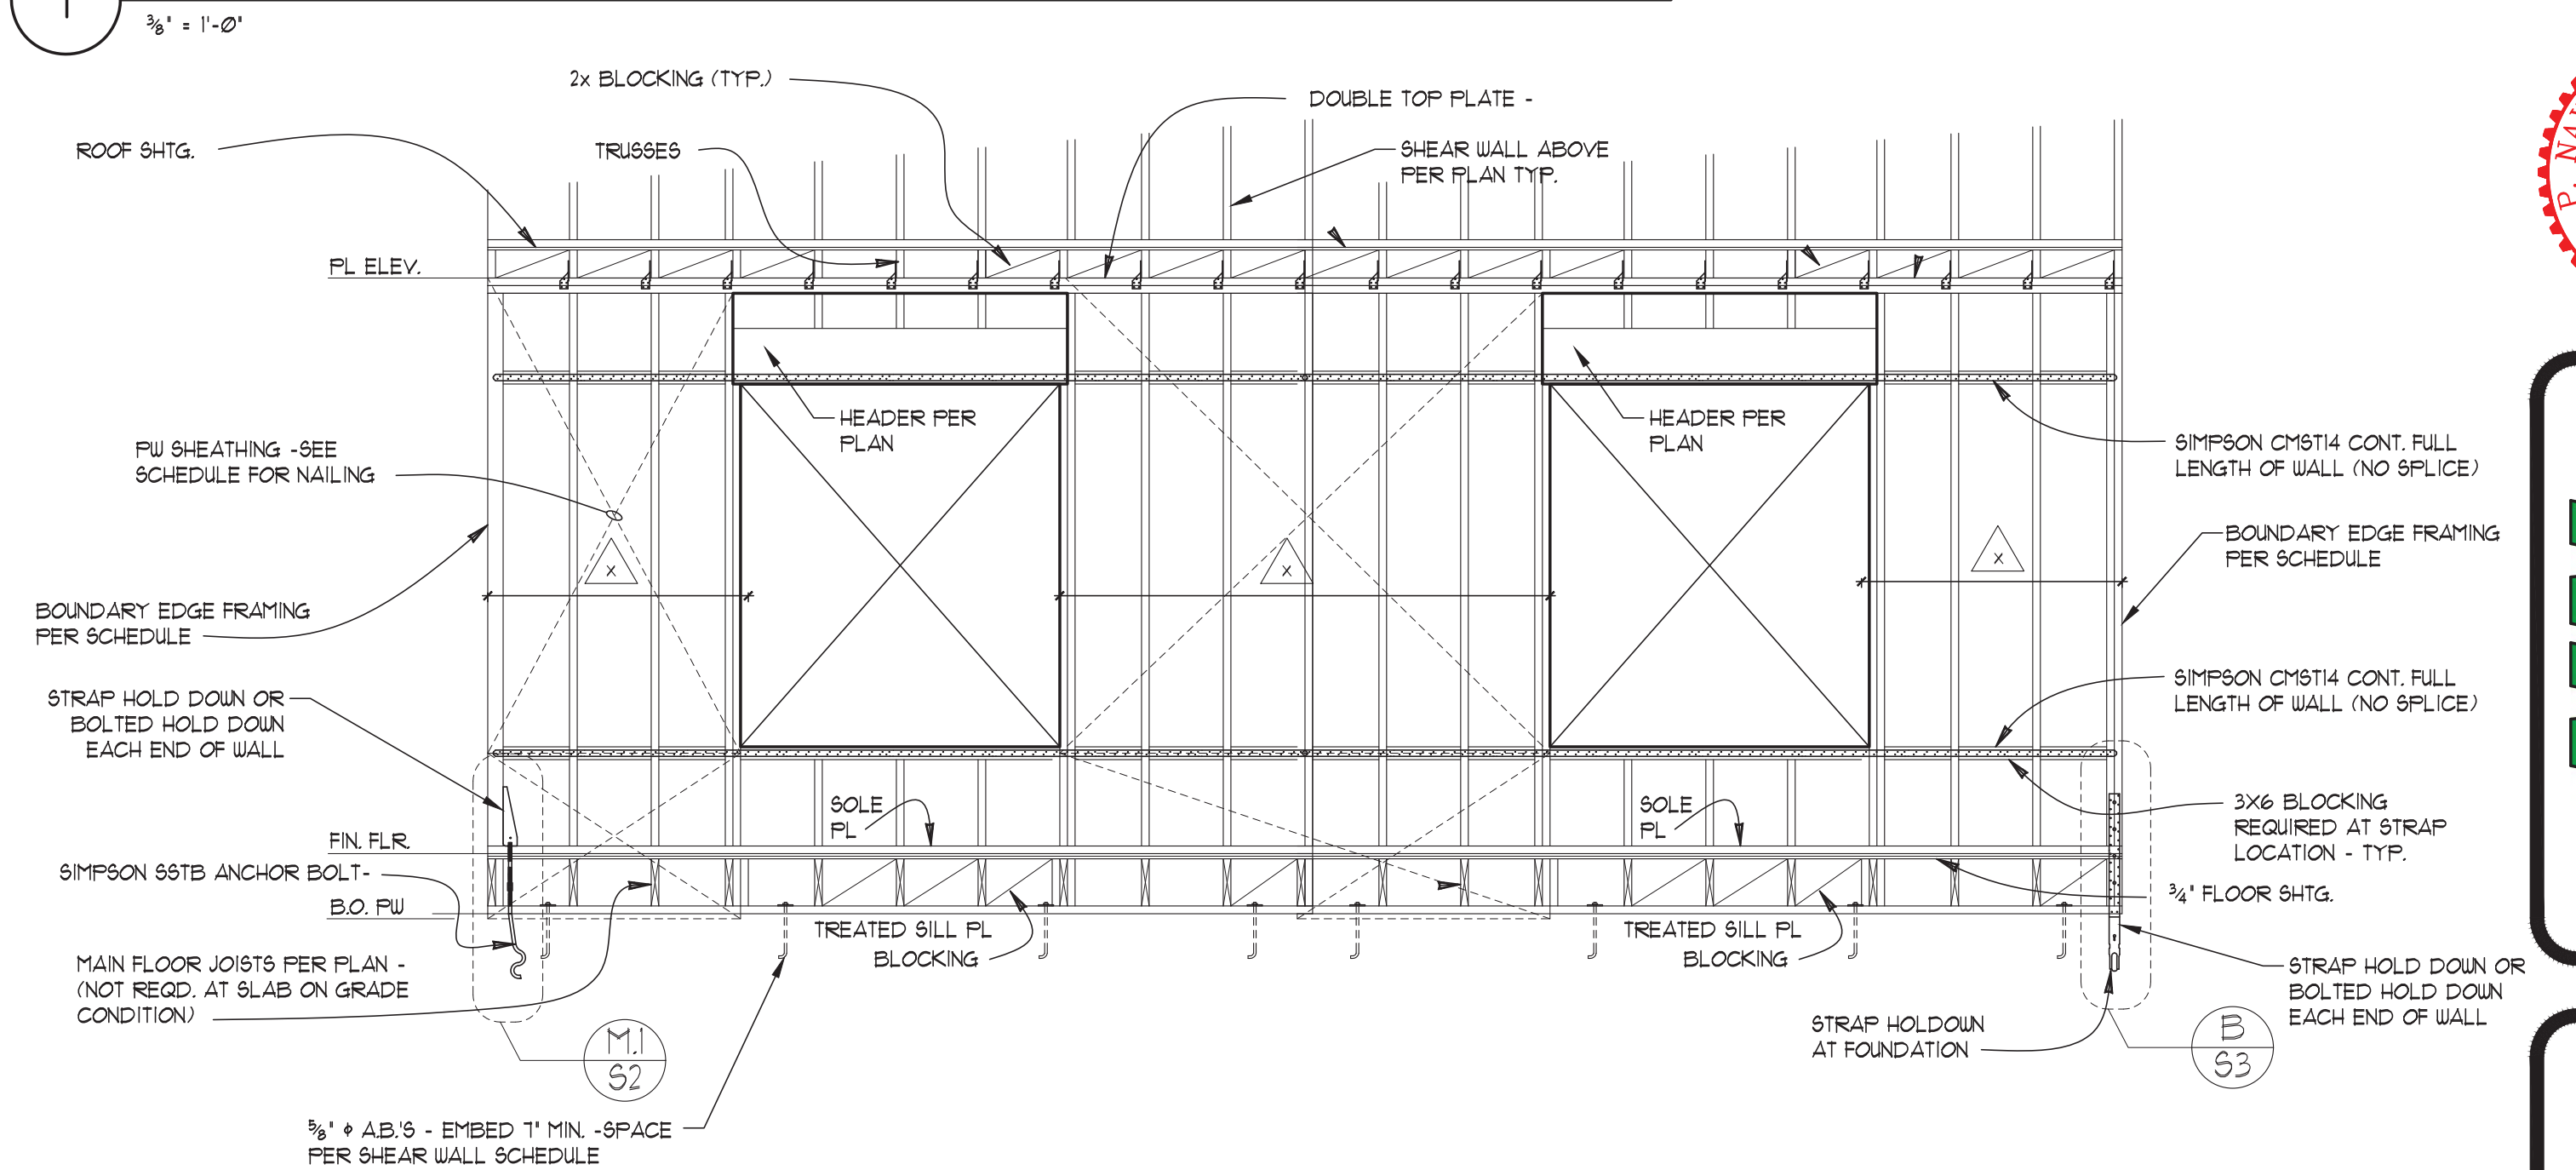 ⅜" = 1'-0"
2x BLOCKING (TYP.)
DOUBLE TOP PLATE -
ROOF SHTG.
TRUSSES
SHEAR WALL ABOVE
PER PLAN TYP.
PL ELEV.
HEADER PER
PLAN
HEADER PER
PLAN
PW SHEATHING -SEE
SCHEDULE FOR NAILING
SIMPSON CMST14 CONT. FULL
LENGTH OF WALL (NO SPLICE)
BOUNDARY EDGE FRAMING
PER SCHEDULE
X
X
X
BOUNDARY EDGE FRAMING
PER SCHEDULE
STRAP HOLD DOWN OR
BOLTED HOLD DOWN
EACH END OF WALL
SIMPSON CMST14 CONT. FULL
LENGTH OF WALL (NO SPLICE)
SOLE
PL
SOLE
PL
3X6 BLOCKING
REQUIRED AT STRAP
LOCATION - TYP.
FIN. FLR.
SIMPSON SSTB ANCHOR BOLT-
¾" FLOOR SHTG.
B.O. PW
TREATED SILL PL
BLOCKING
TREATED SILL PL
BLOCKING
MAIN FLOOR JOISTS PER PLAN -
(NOT REQD. AT SLAB ON GRADE
CONDITION)
STRAP HOLD DOWN OR
BOLTED HOLD DOWN
EACH END OF WALL
STRAP HOLDOWN
AT FOUNDATION
M.1
S2
B
S3
⅝" ϕ A.B.'S - EMBED 7" MIN. -SPACE
PER SHEAR WALL SCHEDULE